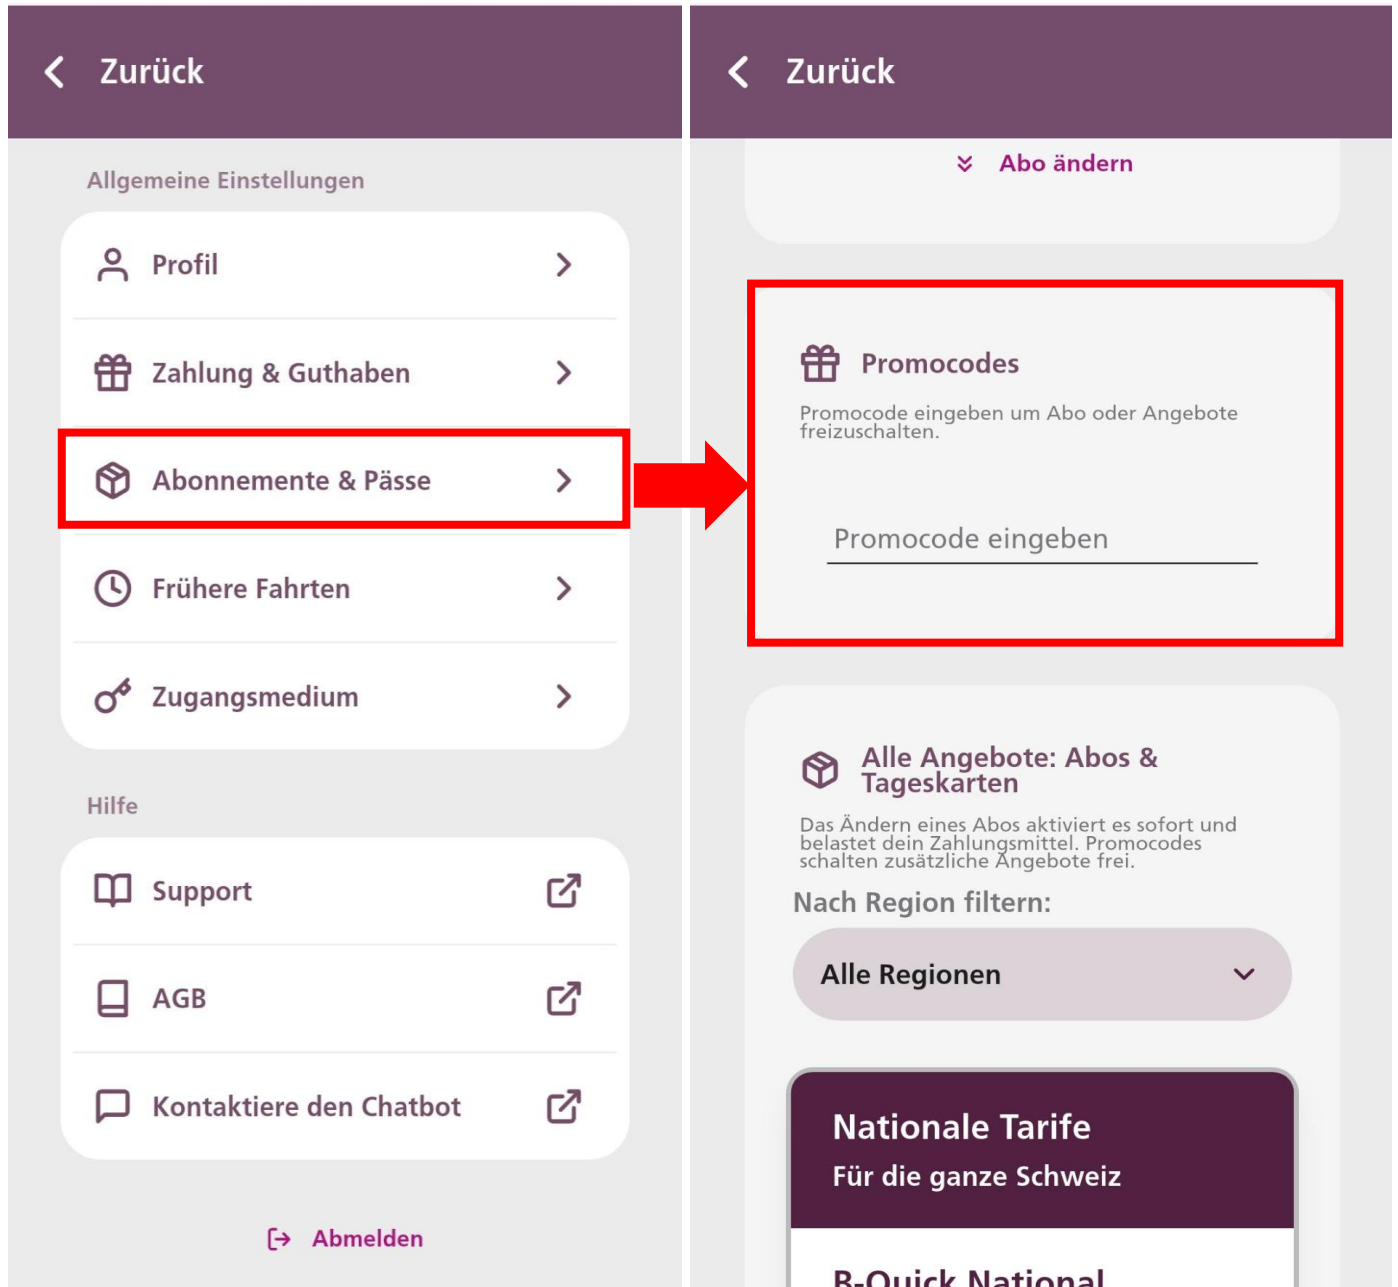 Zurück
Allgemeine Einstellungen
Profil
Zahlung & Guthaben
Abonnemente & Pässe
Frühere Fahrten
Zugangsmedium
Hilfe
Support
AGB
Kontaktiere den Chatbot
Abmelden
Zurück
Abo ändern
Promocodes
Promocode eingeben um Abo oder Angebote
freizuschalten.
Promocode eingeben
Alle Angebote: Abos &
Tageskarten
Das Ändern eines Abos aktiviert es sofort und
belastet dein Zahlungsmittel. Promocodes
schalten zusätzliche Angebote frei.
Nach Region filtern:
Alle Regionen
Nationale Tarife
Für die ganze Schweiz
B-Quick National